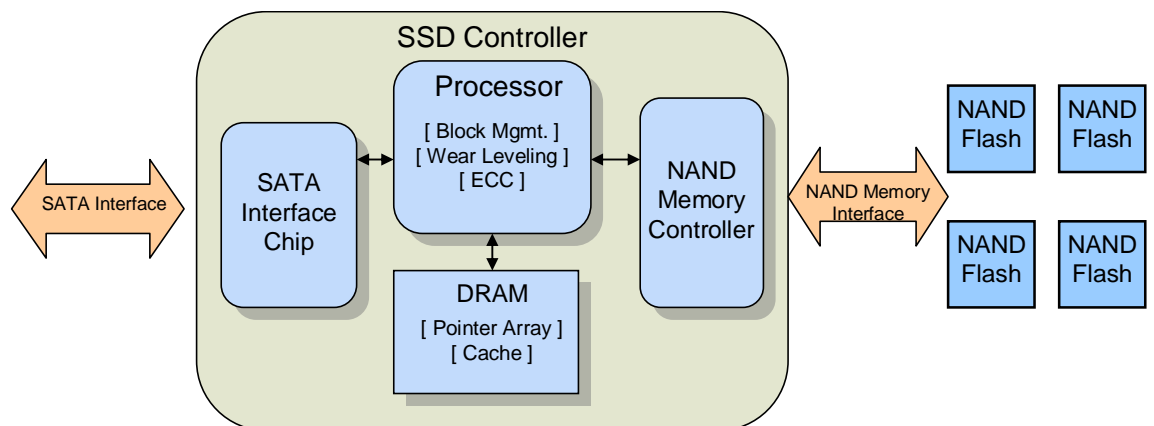 SSD Controller
SATA Interface
SATA
Interface
Chip
Processor
[ Block Mgmt. ]
[ Wear Leveling ]
[ ECC ]
DRAM
[ Pointer Array ]
[ Cache ]
NAND
Memory
Controller
NAND Memory
Interface
NAND
Flash
NAND
Flash
NAND
Flash
NAND
Flash